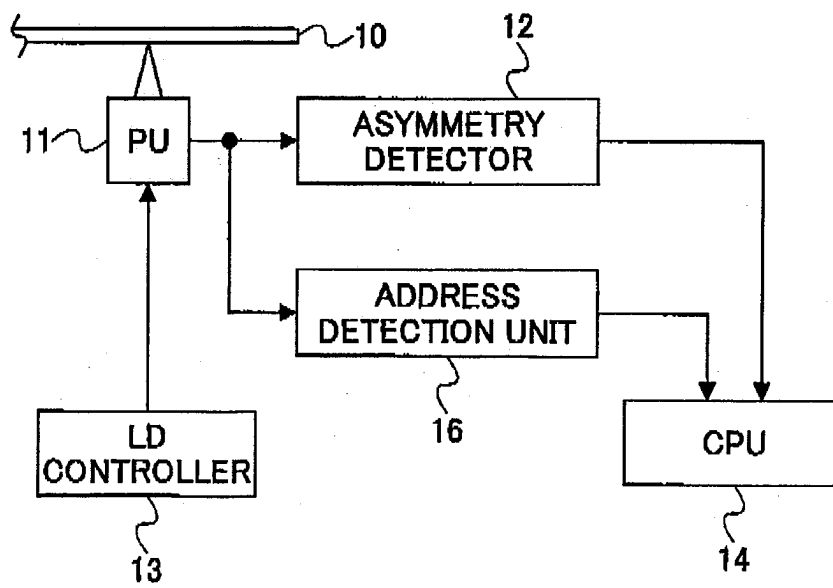 10
12
11
PU
ASYMMETRY
DETECTOR
ADDRESS
DETECTION UNIT
16
LD
CONTROLLER
13
CPU
14